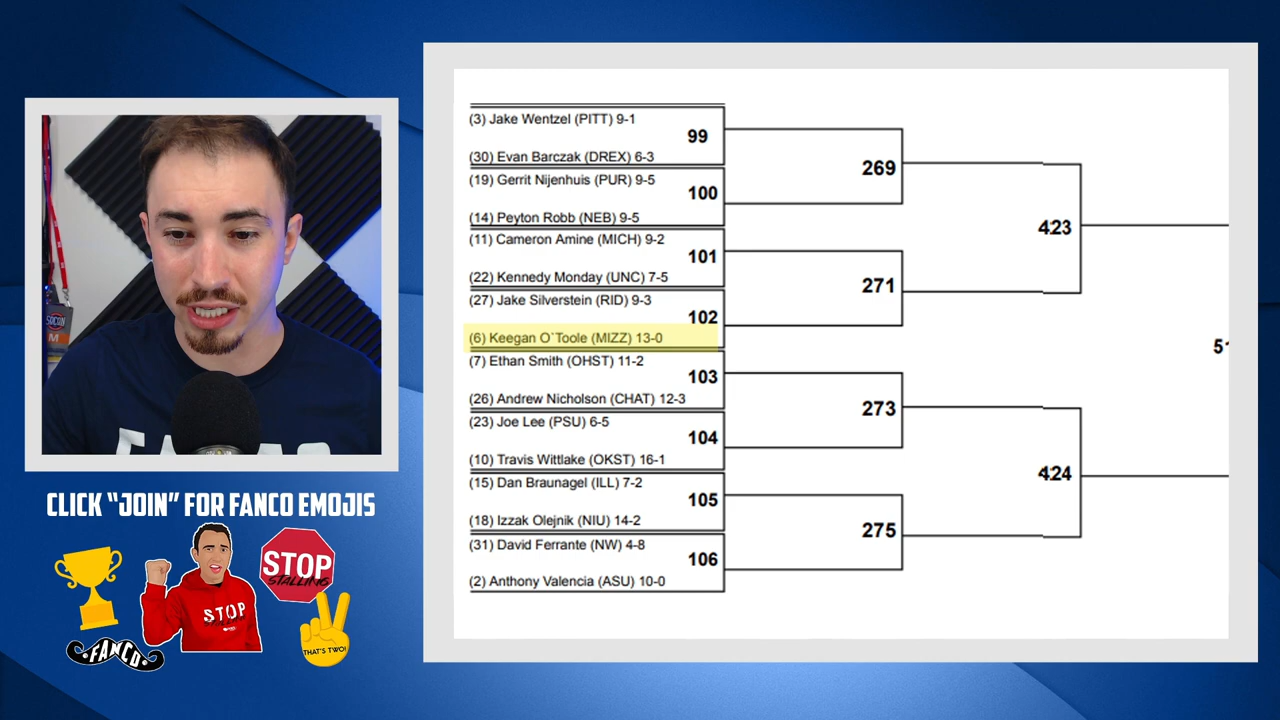 (3) Jake Wentzel (PITT) 9-1
99
(30) Evan Barczak (DREX) 6-3
269
(19) Gerrit Nijenhuis (PUR) 9-5
100
(14) Peyton Robb (NEB) 9-5
423
(11) Cameron Amine (MICH) 9-2
101
(22) Kennedy Monday (UNC) 7-5
271
(27) Jake Silverstein (RID) 9-3
102
(6) Keegan O`Toole (MIZZ) 13-0
(7) Ethan Smith (OHST) 11-2
103
(26) Andrew Nicholson (CHAT) 12-3
273
(23) Joe Lee (PSU) 6-5
104
(10) Travis Wittlake (OKST) 16-1
424
(15) Dan Braunagel (ILL) 7-2
105
(18) Izzak Olejnik (NIU) 14-2
275
(31) David Ferrante (NW) 4-8
106
(2) Anthony Valencia (ASU) 10-0
CLICK “JOIN” FOR FANCO EMOJIS
STOP
STALLING
STOP
THAT'S TWO!
FANCO